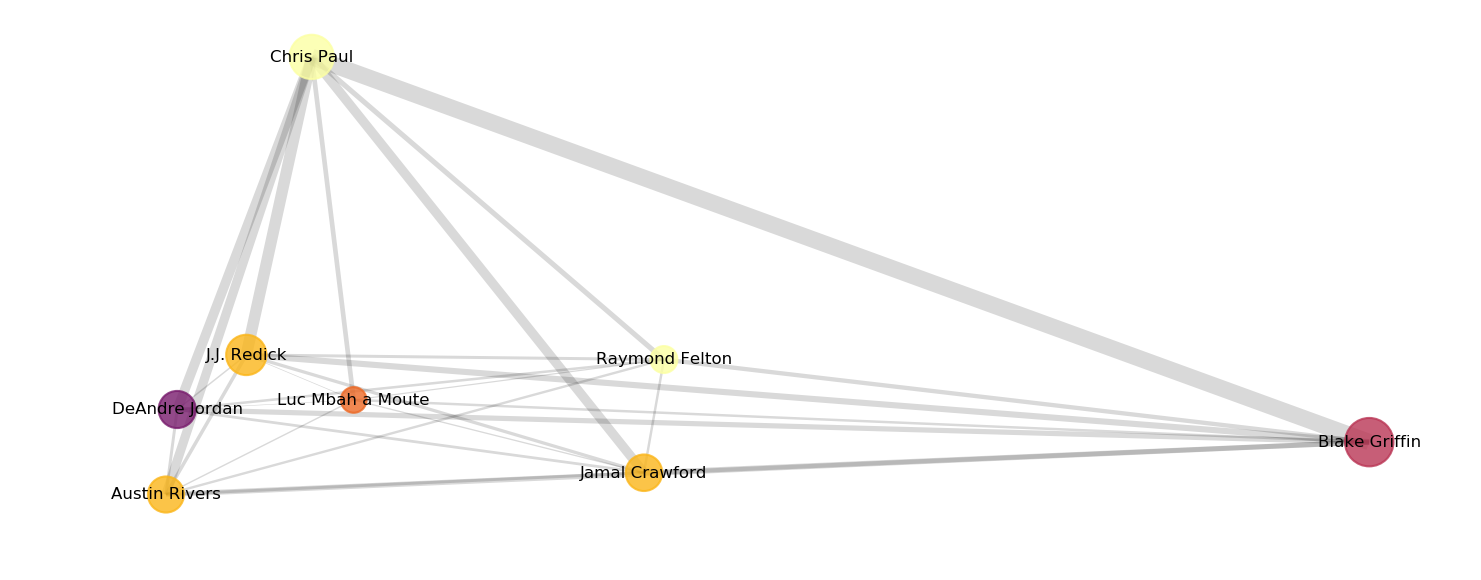 Chris Paul
J.J. Redick
Raymond Felton
Luc Mbah a Moute
DeAndre Jordan
Blake Griffin
Jamal Crawford
Austin Rivers